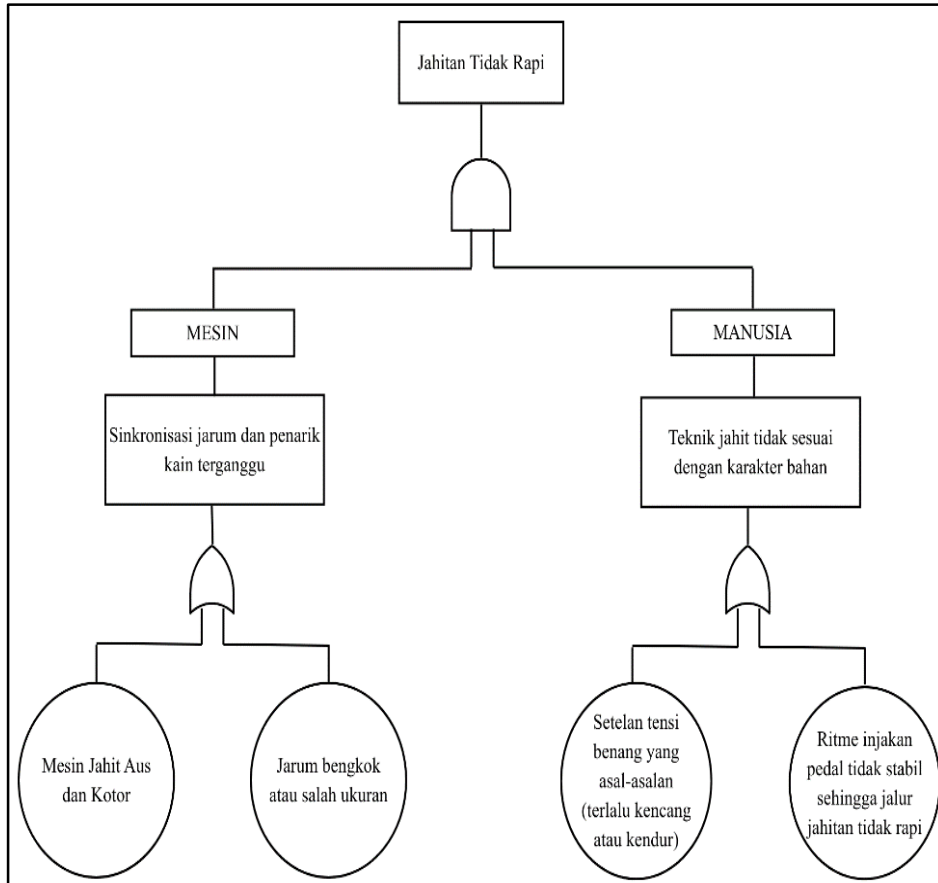 Jahitan Tidak Rapi
MESIN
MANUSIA
Sinkronisasi jarum dan penarik
kain terganggu
Teknik jahit tidak sesuai
dengan karakter bahan
Mesin Jahit Aus
dan Kotor
Jarum bengkok
atau salah ukuran
Setelan tensi
benang yang
asal-asalan
(terlalu kencang
atau kendur)
Ritme injakan
pedal tidak stabil
sehingga jalur
jahitan tidak rapi